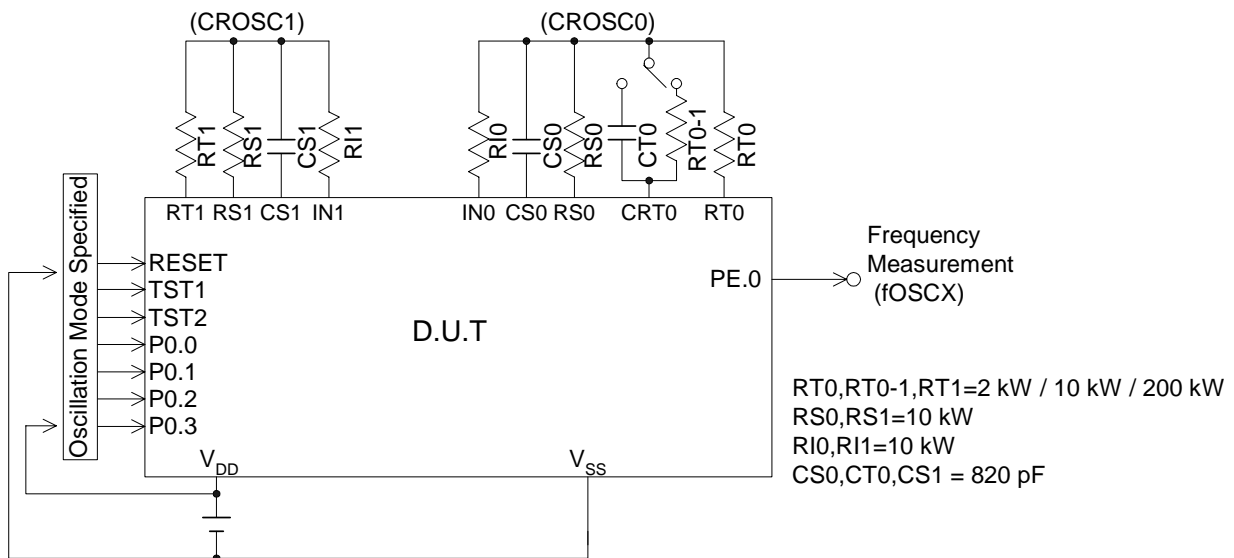 (CROSC1) (CROSC0)
RT1 RS1 CS1 RI1 RI0 CS0 RS0 CT0 RT0-1 RT0
RT1 RS1 CS1 IN1 IN0 CS0 RS0 CRT0 RT0
Oscillation Mode Specified
RESET
TST1
TST2
P0.0
P0.1
P0.2
P0.3
D.U.T
PE.0
Frequency
Measurement
(fOSCX)
VDD VSS
RT0,RT0-1,RT1=2 kW / 10 kW / 200 kW
RS0,RS1=10 kW
RI0,RI1=10 kW
CS0,CT0,CS1 = 820 pF